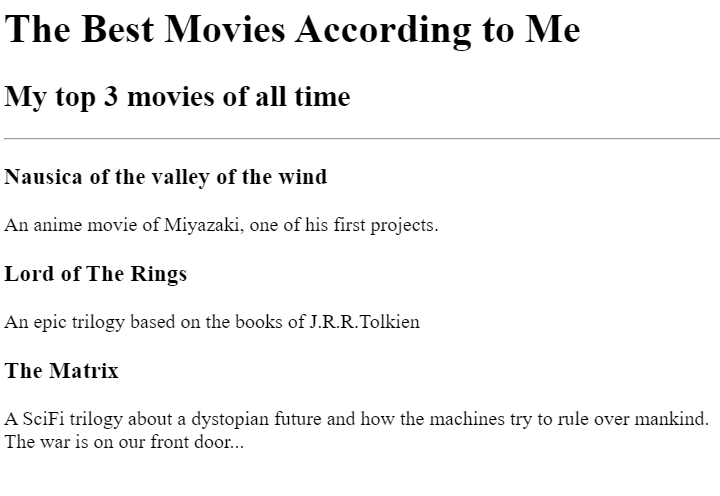 The Best Movies According to Me
My top 3 movies of all time
Nausica of the valley of the wind
An anime movie of Miyazaki, one of his first projects.
Lord of The Rings
An epic trilogy based on the books of J.R.R.Tolkien
The Matrix
A SciFi trilogy about a dystopian future and how the machines try to rule over mankind.
The war is on our front door...